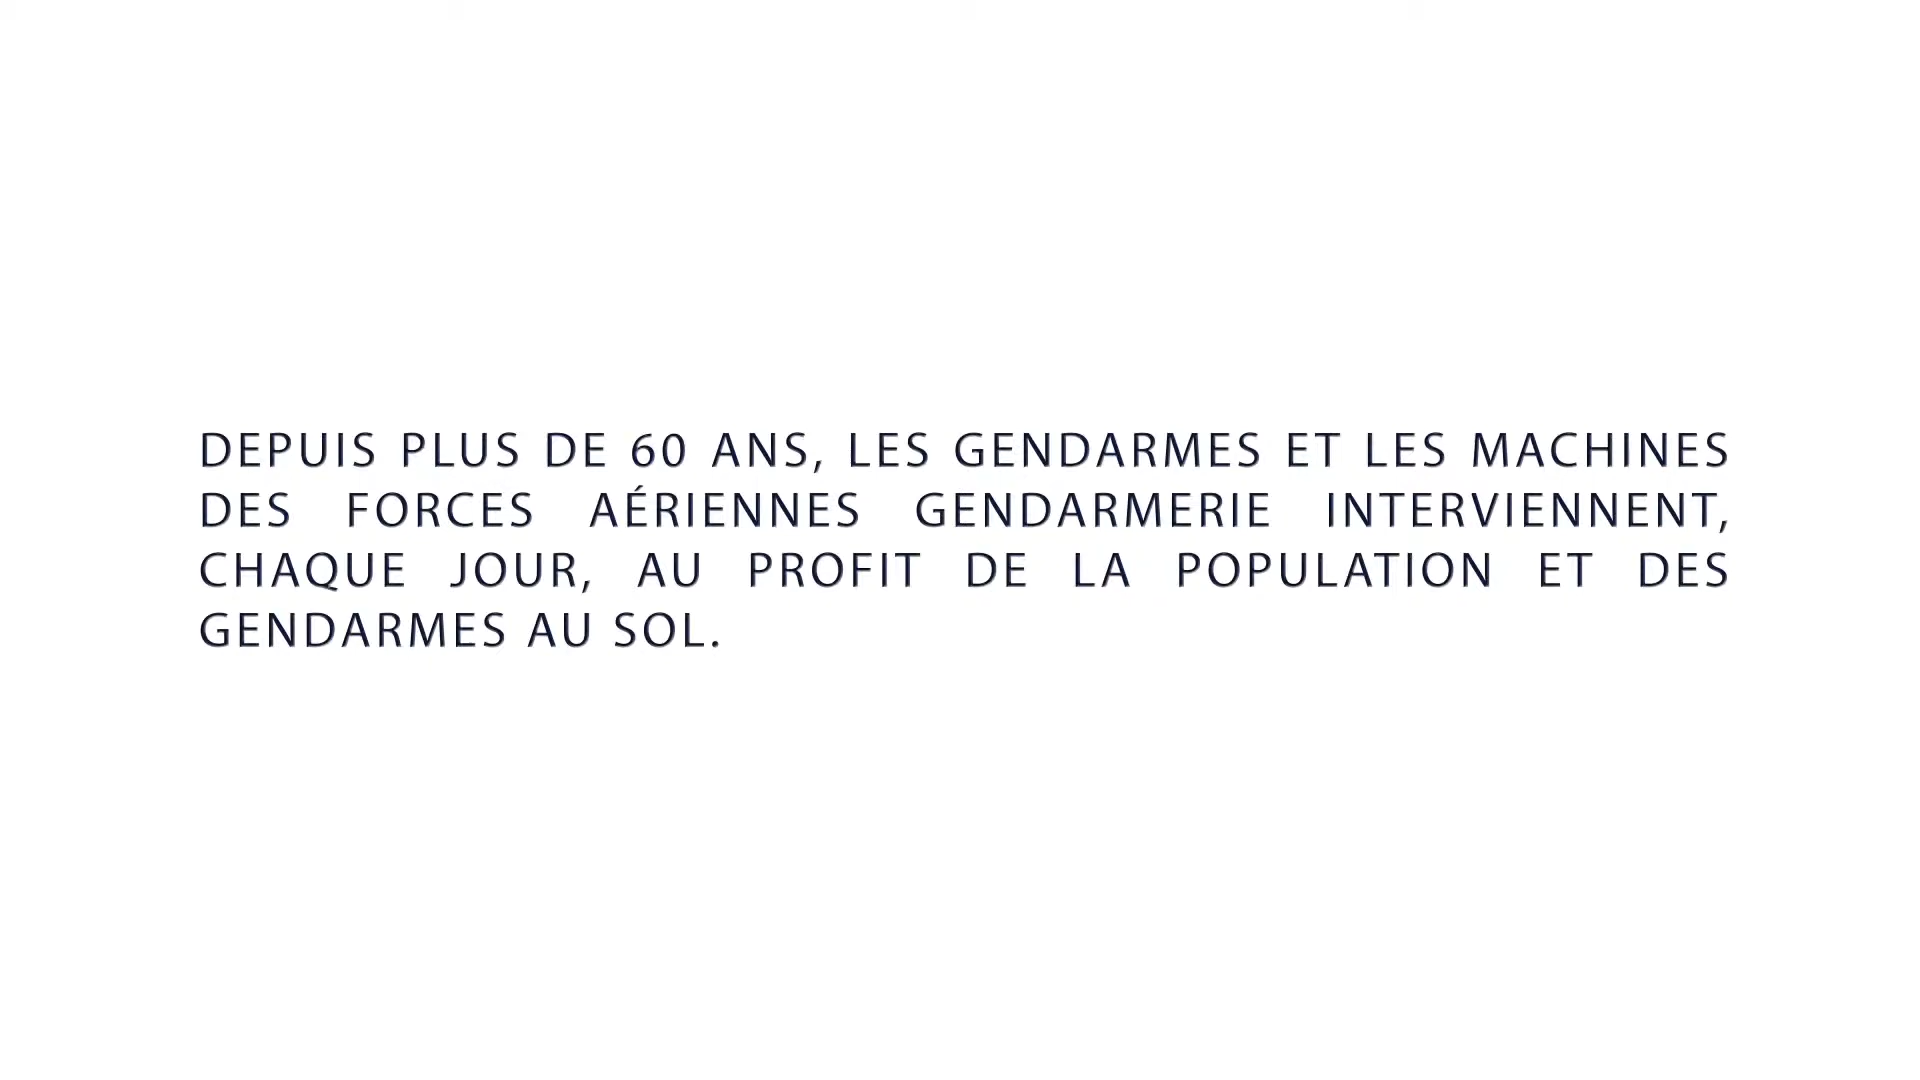 DEPUIS PLUS DE 60 ANS, LES GENDARMES ET LES MACHINES
DES FORCES AÉRIENNES GENDARMERIE INTERVIENNENT,
CHAQUE JOUR, AU PROFIT DE LA POPULATION ET DES
GENDARMES AU SOL.